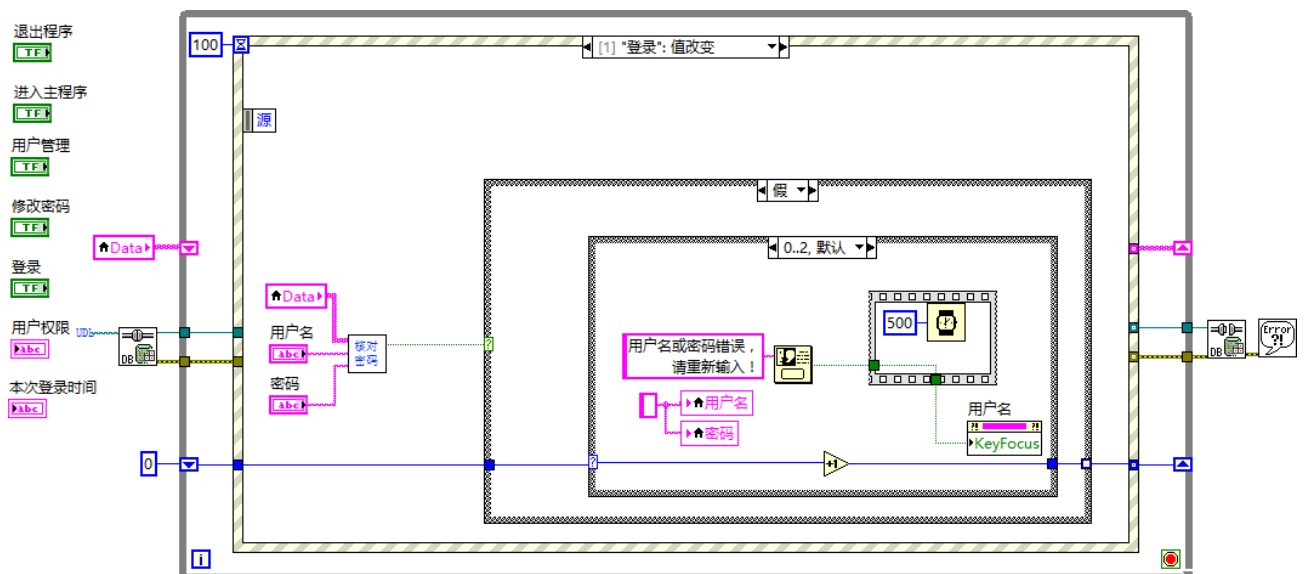 退出程序
TF
进入主程序
TF
用户管理
TF
修改密码
TF
Data
登录
TF
用户权限
abc
本次登录时间
abc
UDL
DB
0
100
[1] "登录": 值改变
源
Data
用户名
abc
密码
abc
核对
密码
?
假
0..2, 默认
500
用户名或密码错误，
请重新输入！
用户名
密码
用户名
?! ?!
KeyFocus
?
+1
i
DB
Error
?!